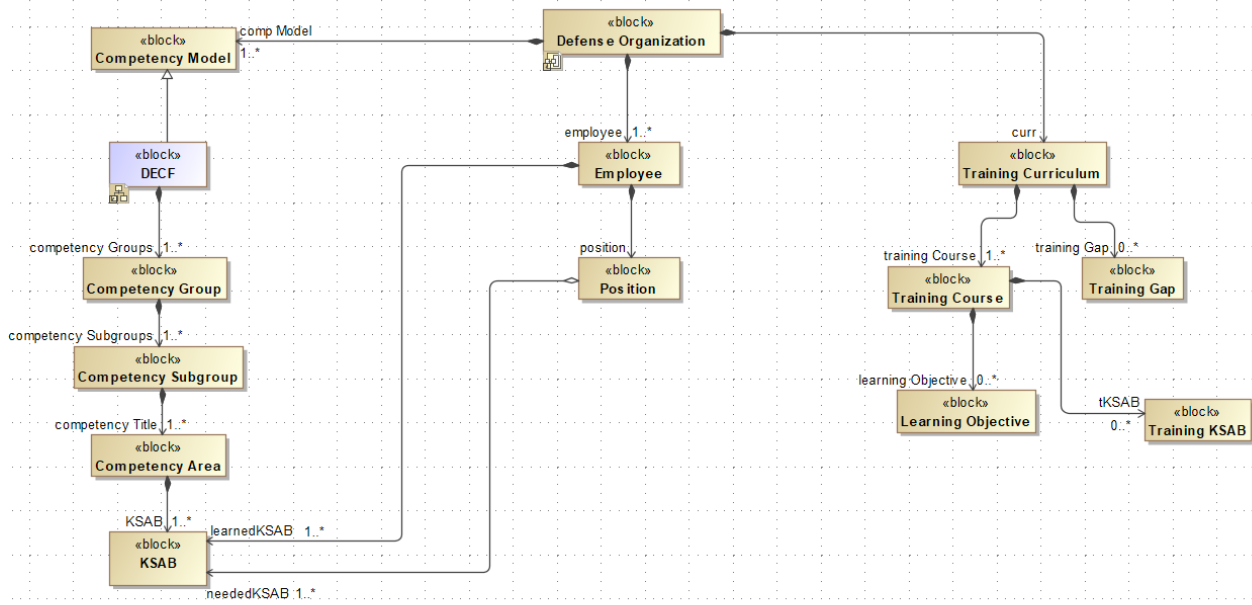 «block»
Defense Organization
comp Model
1..*
«block»
Competency Model
employee 1..*
curr
«block»
DECF
«block»
Employee
«block»
Training Curriculum
competency Groups 1..*
position
training Course 1..*
training Gap 0..*
«block»
Competency Group
«block»
Position
«block»
Training Course
«block»
Training Gap
competency Subgroups 1..*
«block»
Competency Subgroup
learning Objective 0..*
«block»
Learning Objective
tKSAB
0..*
«block»
Training KSAB
competency Title 1..*
«block»
Competency Area
KSAB 1..*
learnedKSAB 1..*
«block»
KSAB
neededKSAB 1..*